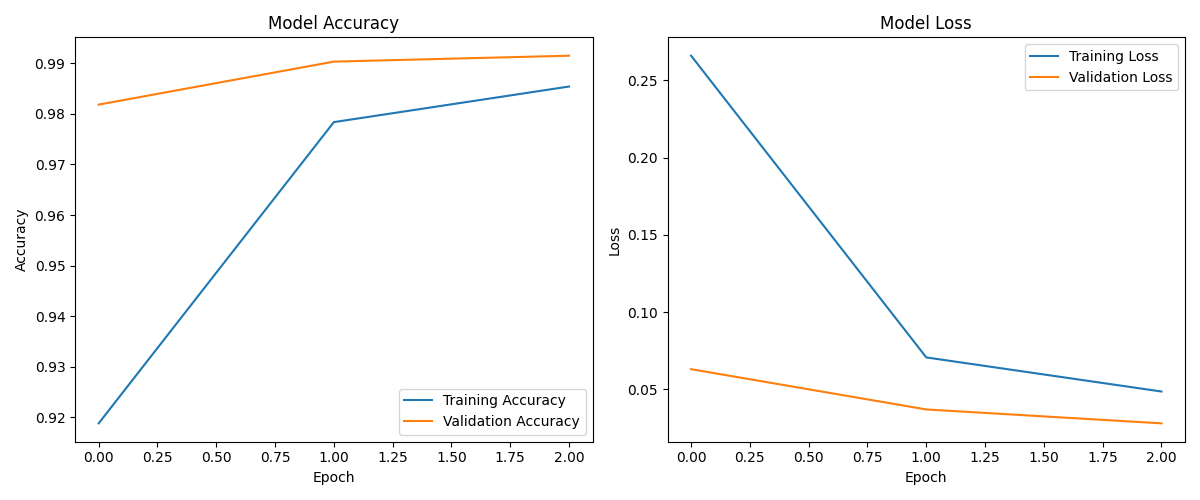 Model Accuracy
0.99
0.98
0.97
0.96
0.95
0.94
0.93
0.92
Accuracy
Training Accuracy
Validation Accuracy
0.00 0.25 0.50 0.75 1.00 1.25 1.50 1.75 2.00
Epoch
Model Loss
Training Loss
Validation Loss
0.25
0.20
0.15
0.10
0.05
Loss
0.00 0.25 0.50 0.75 1.00 1.25 1.50 1.75 2.00
Epoch